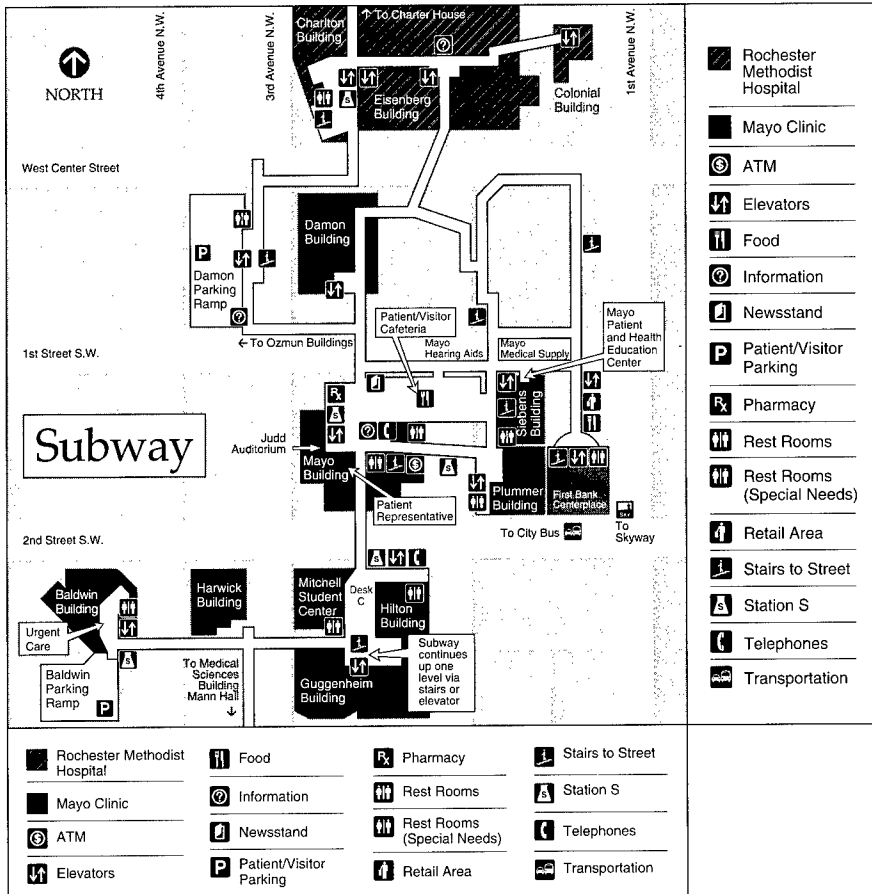 NORTH
4th Avenue N.W.
3rd Avenue N.W.
1st Avenue N.W.
Charlton
Building
↑ To Charter House
Eisenberg
Building
Colonial
Building
West Center Street
Damon
Building
P
Damon
Parking
Ramp
Patient/Visitor
Cafeteria
Mayo
Hearing Aids
Mayo
Medical Supply
Mayo
Patient
and Health
Education
Center
1st Street S.W.
← To Ozmun Buildings
Siebens
Building
Subway
Judd
Auditorium
Mayo
Building
Patient
Representative
Plummer
Building
First Bank
Centerplace
To City Bus
To
Skyway
2nd Street S.W.
Baldwin
Building
Harwick
Building
Mitchell
Student
Center
Desk
C
Hilton
Building
Urgent
Care
Baldwin
Parking
Ramp
P
To Medical
Sciences
Building
Mann Hall
Guggenheim
Building
Subway
continues
up one
level via
stairs or
elevator
Rochester
Methodist
Hospital
Mayo Clinic
ATM
Elevators
Food
Information
Newsstand
P Patient/Visitor
Parking
Rx Pharmacy
Rest Rooms
Rest Rooms
(Special Needs)
Retail Area
Stairs to Street
S Station S
Telephones
Transportation
Rochester Methodist
Hospital
Mayo Clinic
ATM
Elevators
Food
Information
Newsstand
P Patient/Visitor
Parking
Rx Pharmacy
Rest Rooms
Rest Rooms
(Special Needs)
Retail Area
Stairs to Street
S Station S
Telephones
Transportation